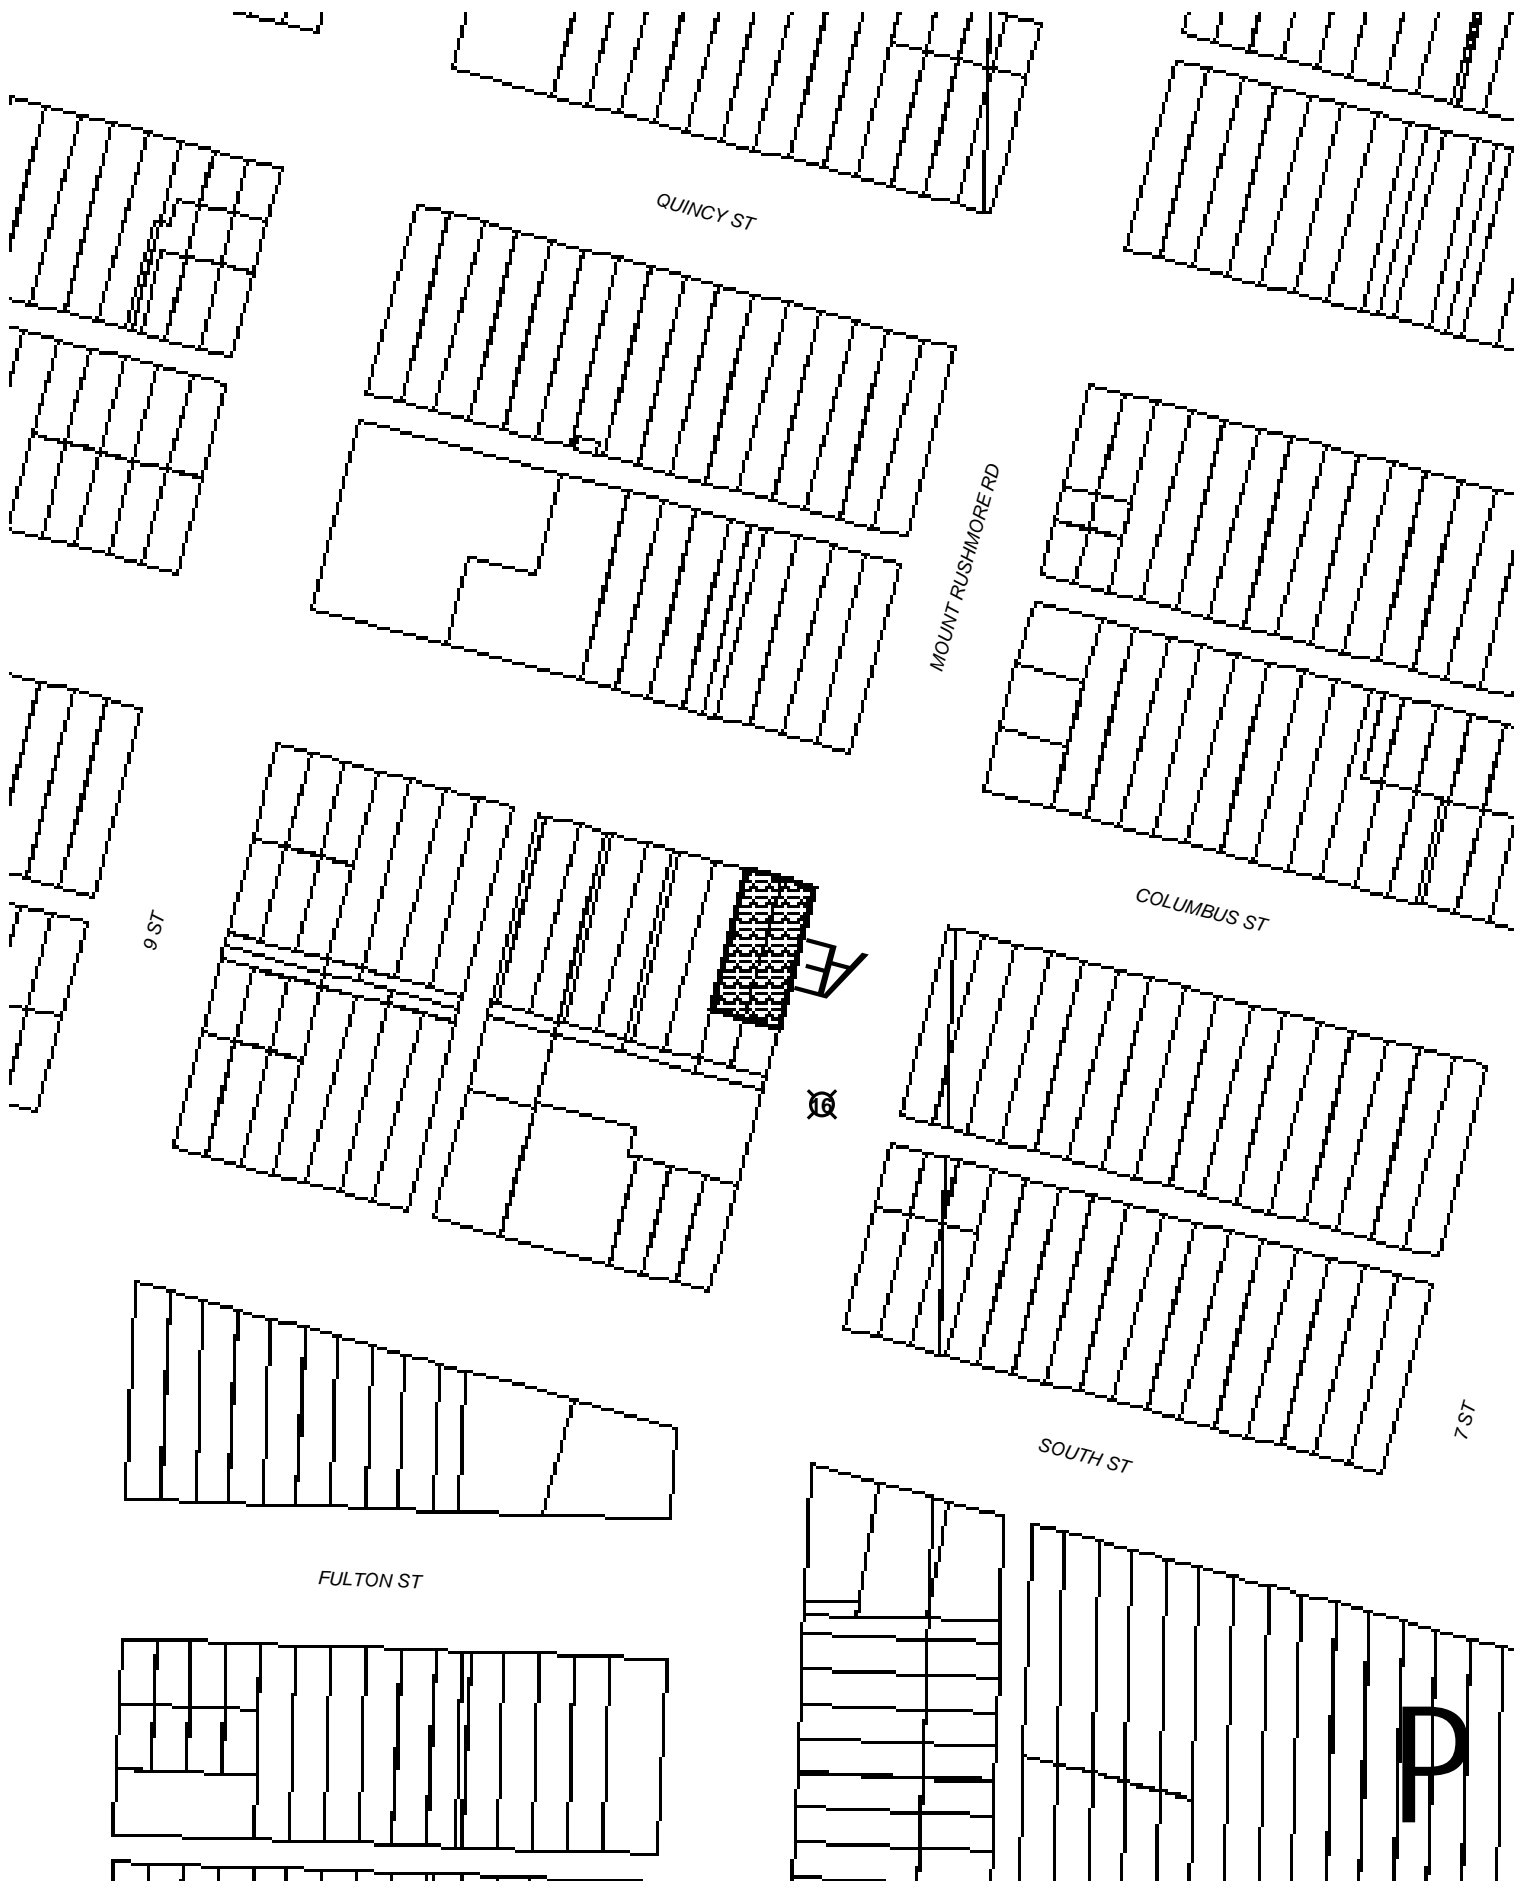 QUINCY ST
MOUNT RUSHMORE RD
COLUMBUS ST
9 ST
16
7 ST
SOUTH ST
FULTON ST
P